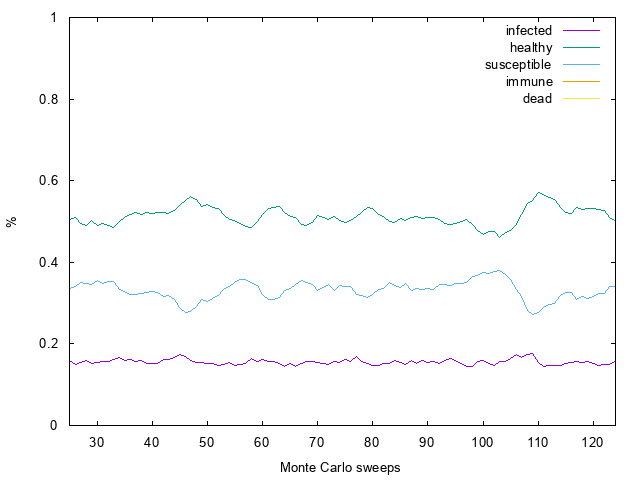 1
infected
healthy
susceptible
immune
dead
0.8
0.6
%
0.4
0.2
0
30 40 50 60 70 80 90 100 110 120
Monte Carlo sweeps